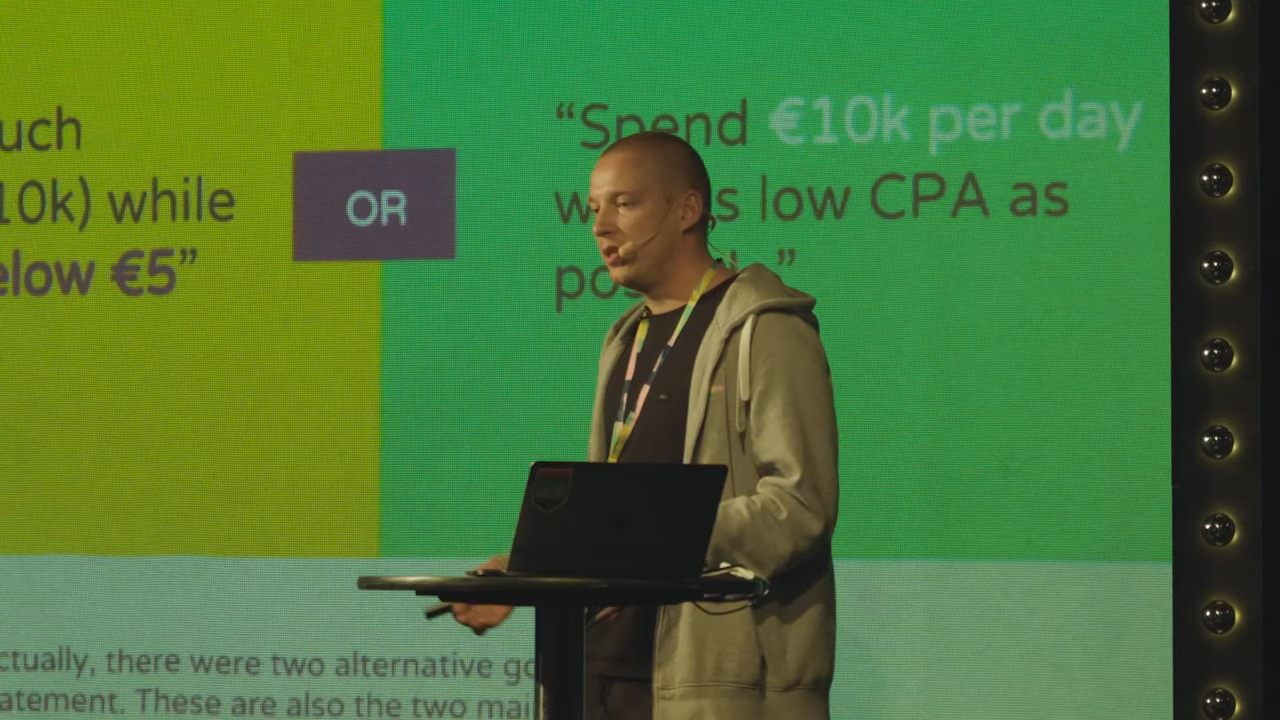 uch
10k) while
elow €5”
OR
“Spend €10k per day
low CPA as
”
ctually, there were two alternative go
atement. These are also the two mai